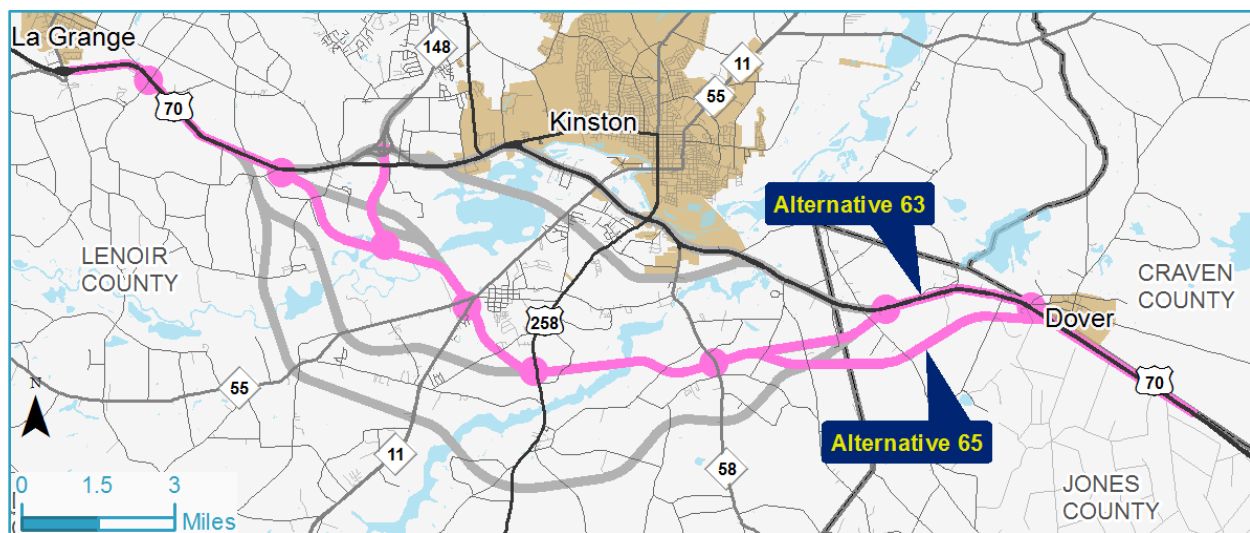 La Grange
148
11
70
55
Kinston
Alternative 63
LENOIR
COUNTY
CRAVEN
COUNTY
258
Dover
70
55
N
Alternative 65
11
58
0 1.5 3
Miles
JONES
COUNTY